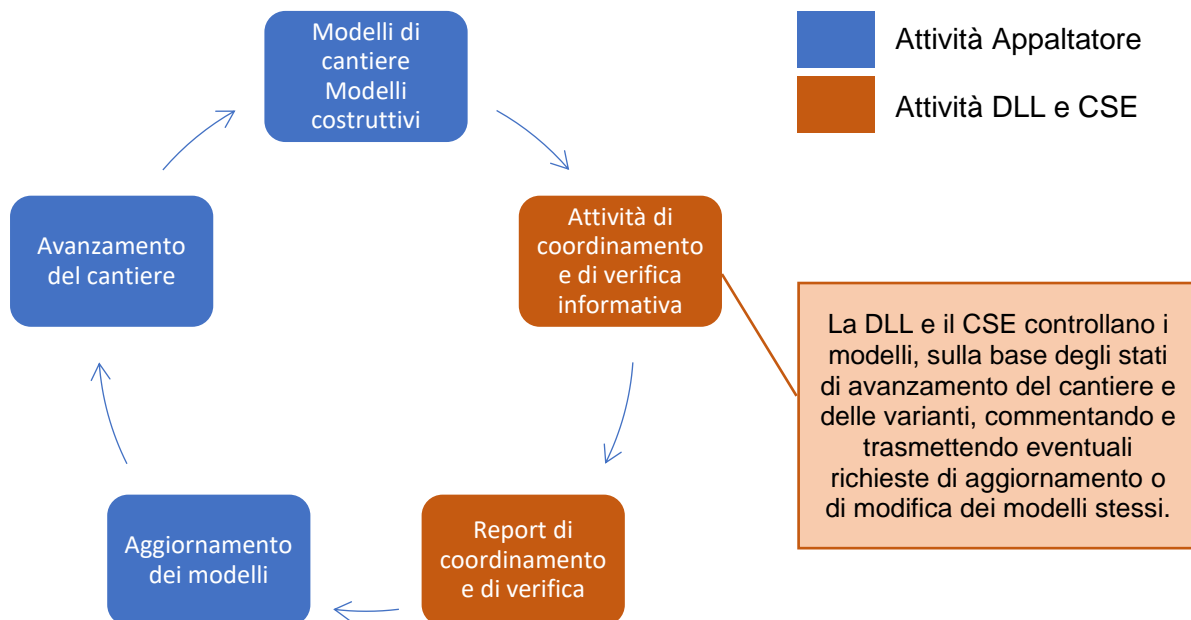 Modelli di
cantiere
Modelli
costruttivi
Attività Appaltatore
Attività DLL e CSE
Attività di
coordinamento
e di verifica
informativa
Avanzamento
del cantiere
La DLL e il CSE controllano i
modelli, sulla base degli stati
di avanzamento del cantiere e
delle varianti, commentando e
trasmettendo eventuali
richieste di aggiornamento o
di modifica dei modelli stessi.
Report di
coordinamento
e di verifica
Aggiornamento
dei modelli